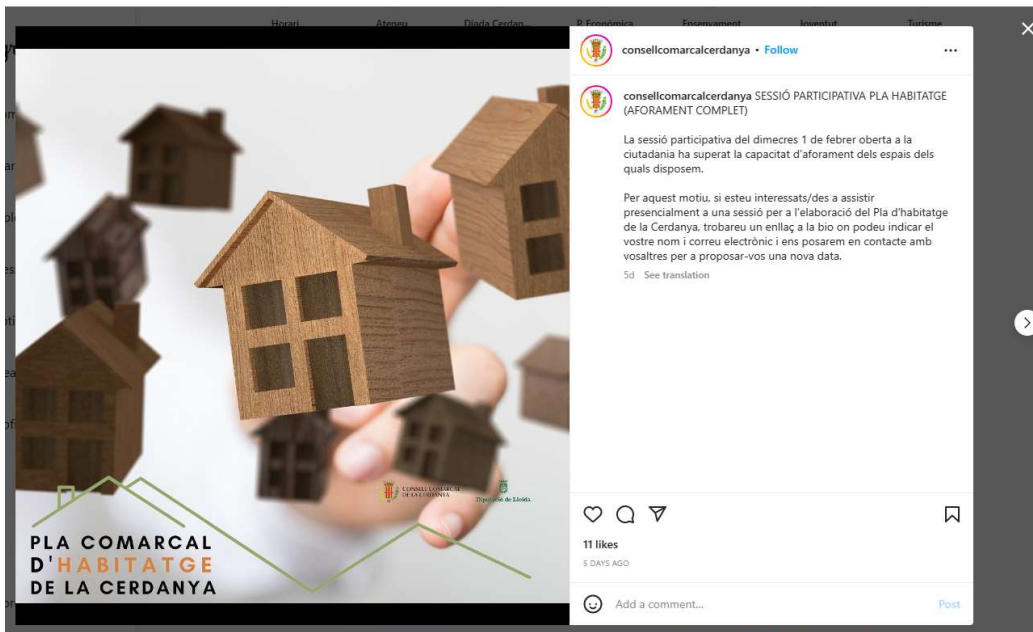 Horari Ateneu Diada Cerdan... P. Econòmica Ensenyament Joventut Turisme
consellcomarcalcerdanya • Follow
consellcomarcalcerdanya SESSIÓ PARTICIPATIVA PLA HABITATGE
(AFORAMENT COMPLET)
La sessió participativa del dimecres 1 de febrer oberta a la
ciutadania ha superat la capacitat d'aforament dels espais dels
quals disposem.
Per aquest motiu, si esteu interessats/des a assistir
presencialment a una sessió per a l'elaboració del Pla d'habitatge
de la Cerdanya, trobareu un enllaç a la bio on podeu indicar el
vostre nom i correu electrònic i ens posarem en contacte amb
vosaltres per a proposar-vos una nova data.
5d See translation
CONSELL COMARCAL
DE LA CERDANYA
Diputació de Lleida
PLA COMARCAL
D'HABITATGE
DE LA CERDANYA
11 likes
5 DAYS AGO
Add a comment... Post